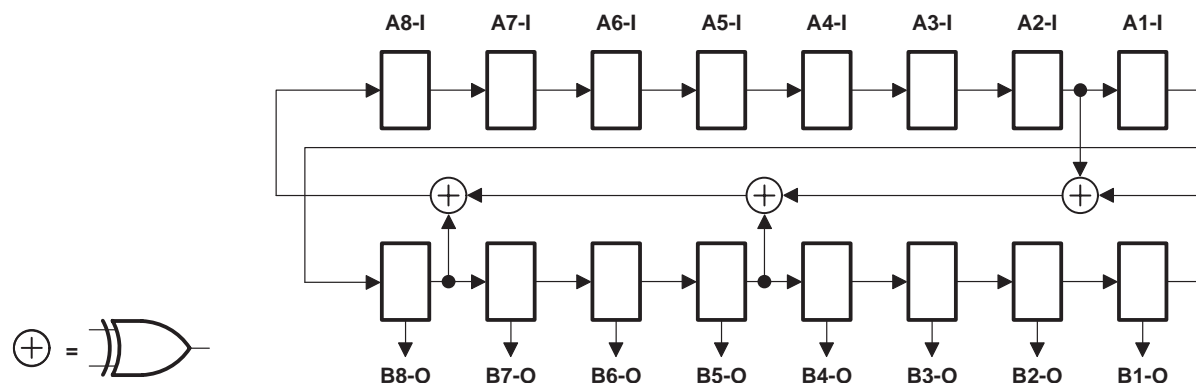 A8-I A7-I A6-I A5-I A4-I A3-I A2-I A1-I
=
B8-O B7-O B6-O B5-O B4-O B3-O B2-O B1-O